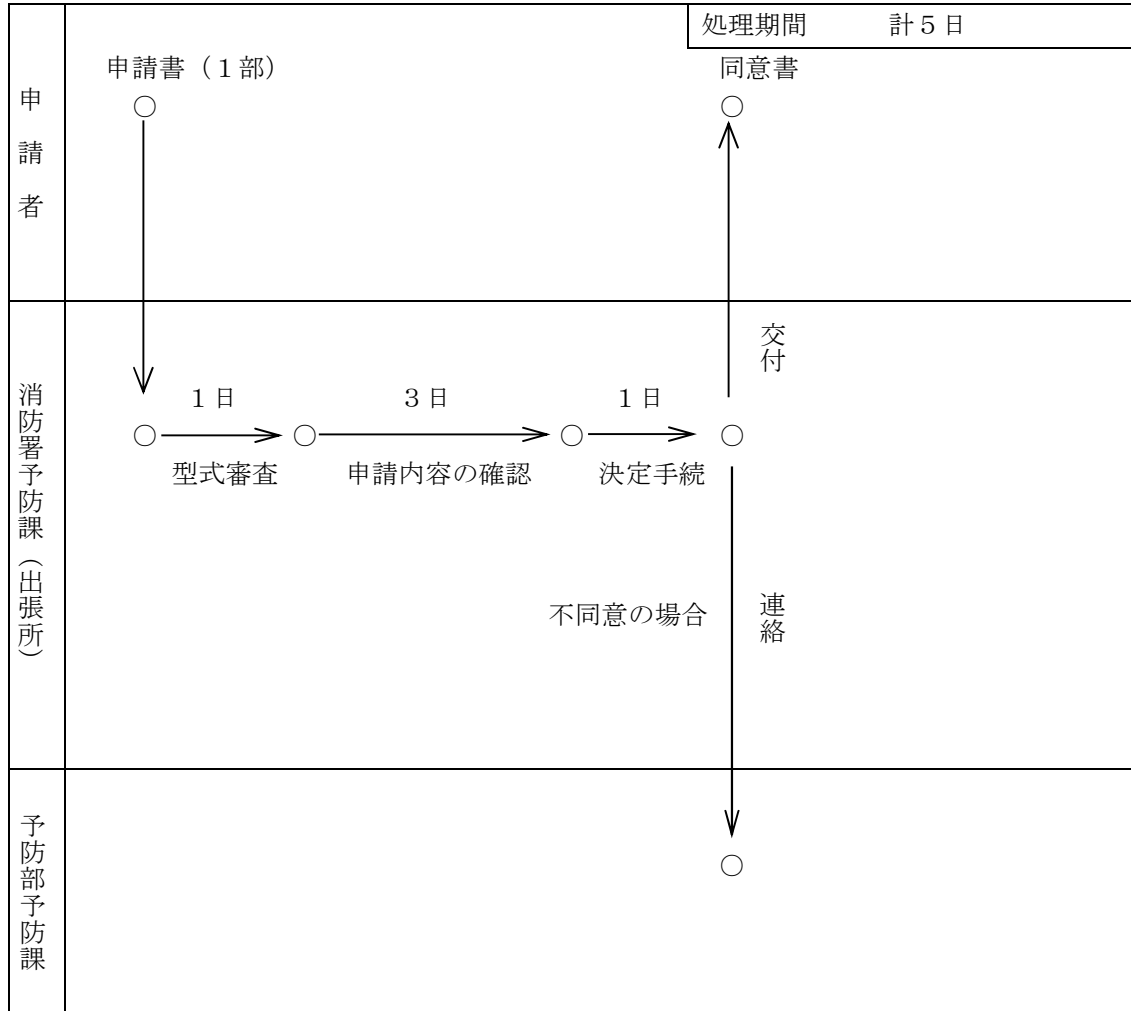 処理期間　計５日
申請書（１部）
同意書
申請者
交付
１日
３日
１日
型式審査
申請内容の確認
決定手続
消防署予防課（出張所）
不同意の場合
連絡
予防部予防課